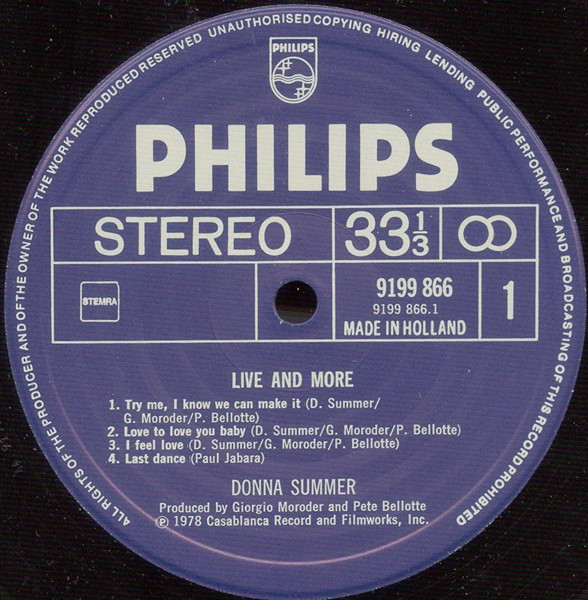 ALL RIGHTS OF THE PRODUCER AND OF THE OWNER OF THE WORK REPRODUCED RESERVED UNAUTHORISED COPYING HIRING LENDING PUBLIC PERFORMANCE AND BROADCASTING OF THIS RECORD PROHIBITED
PHILIPS
PHILIPS
STEREO 33 1/3
STEMRA
9199 866
9199 866.1
MADE IN HOLLAND
1
LIVE AND MORE
1. Try me, I know we can make it (D. Summer/
G. Moroder/P. Bellotte)
2. Love to love you baby (D. Summer/G. Moroder/P. Bellotte)
3. I feel love (D. Summer/G. Moroder/P. Bellotte)
4. Last dance (Paul Jabara)
DONNA SUMMER
Produced by Giorgio Moroder and Pete Bellotte
℗ 1978 Casablanca Record and Filmworks, Inc.